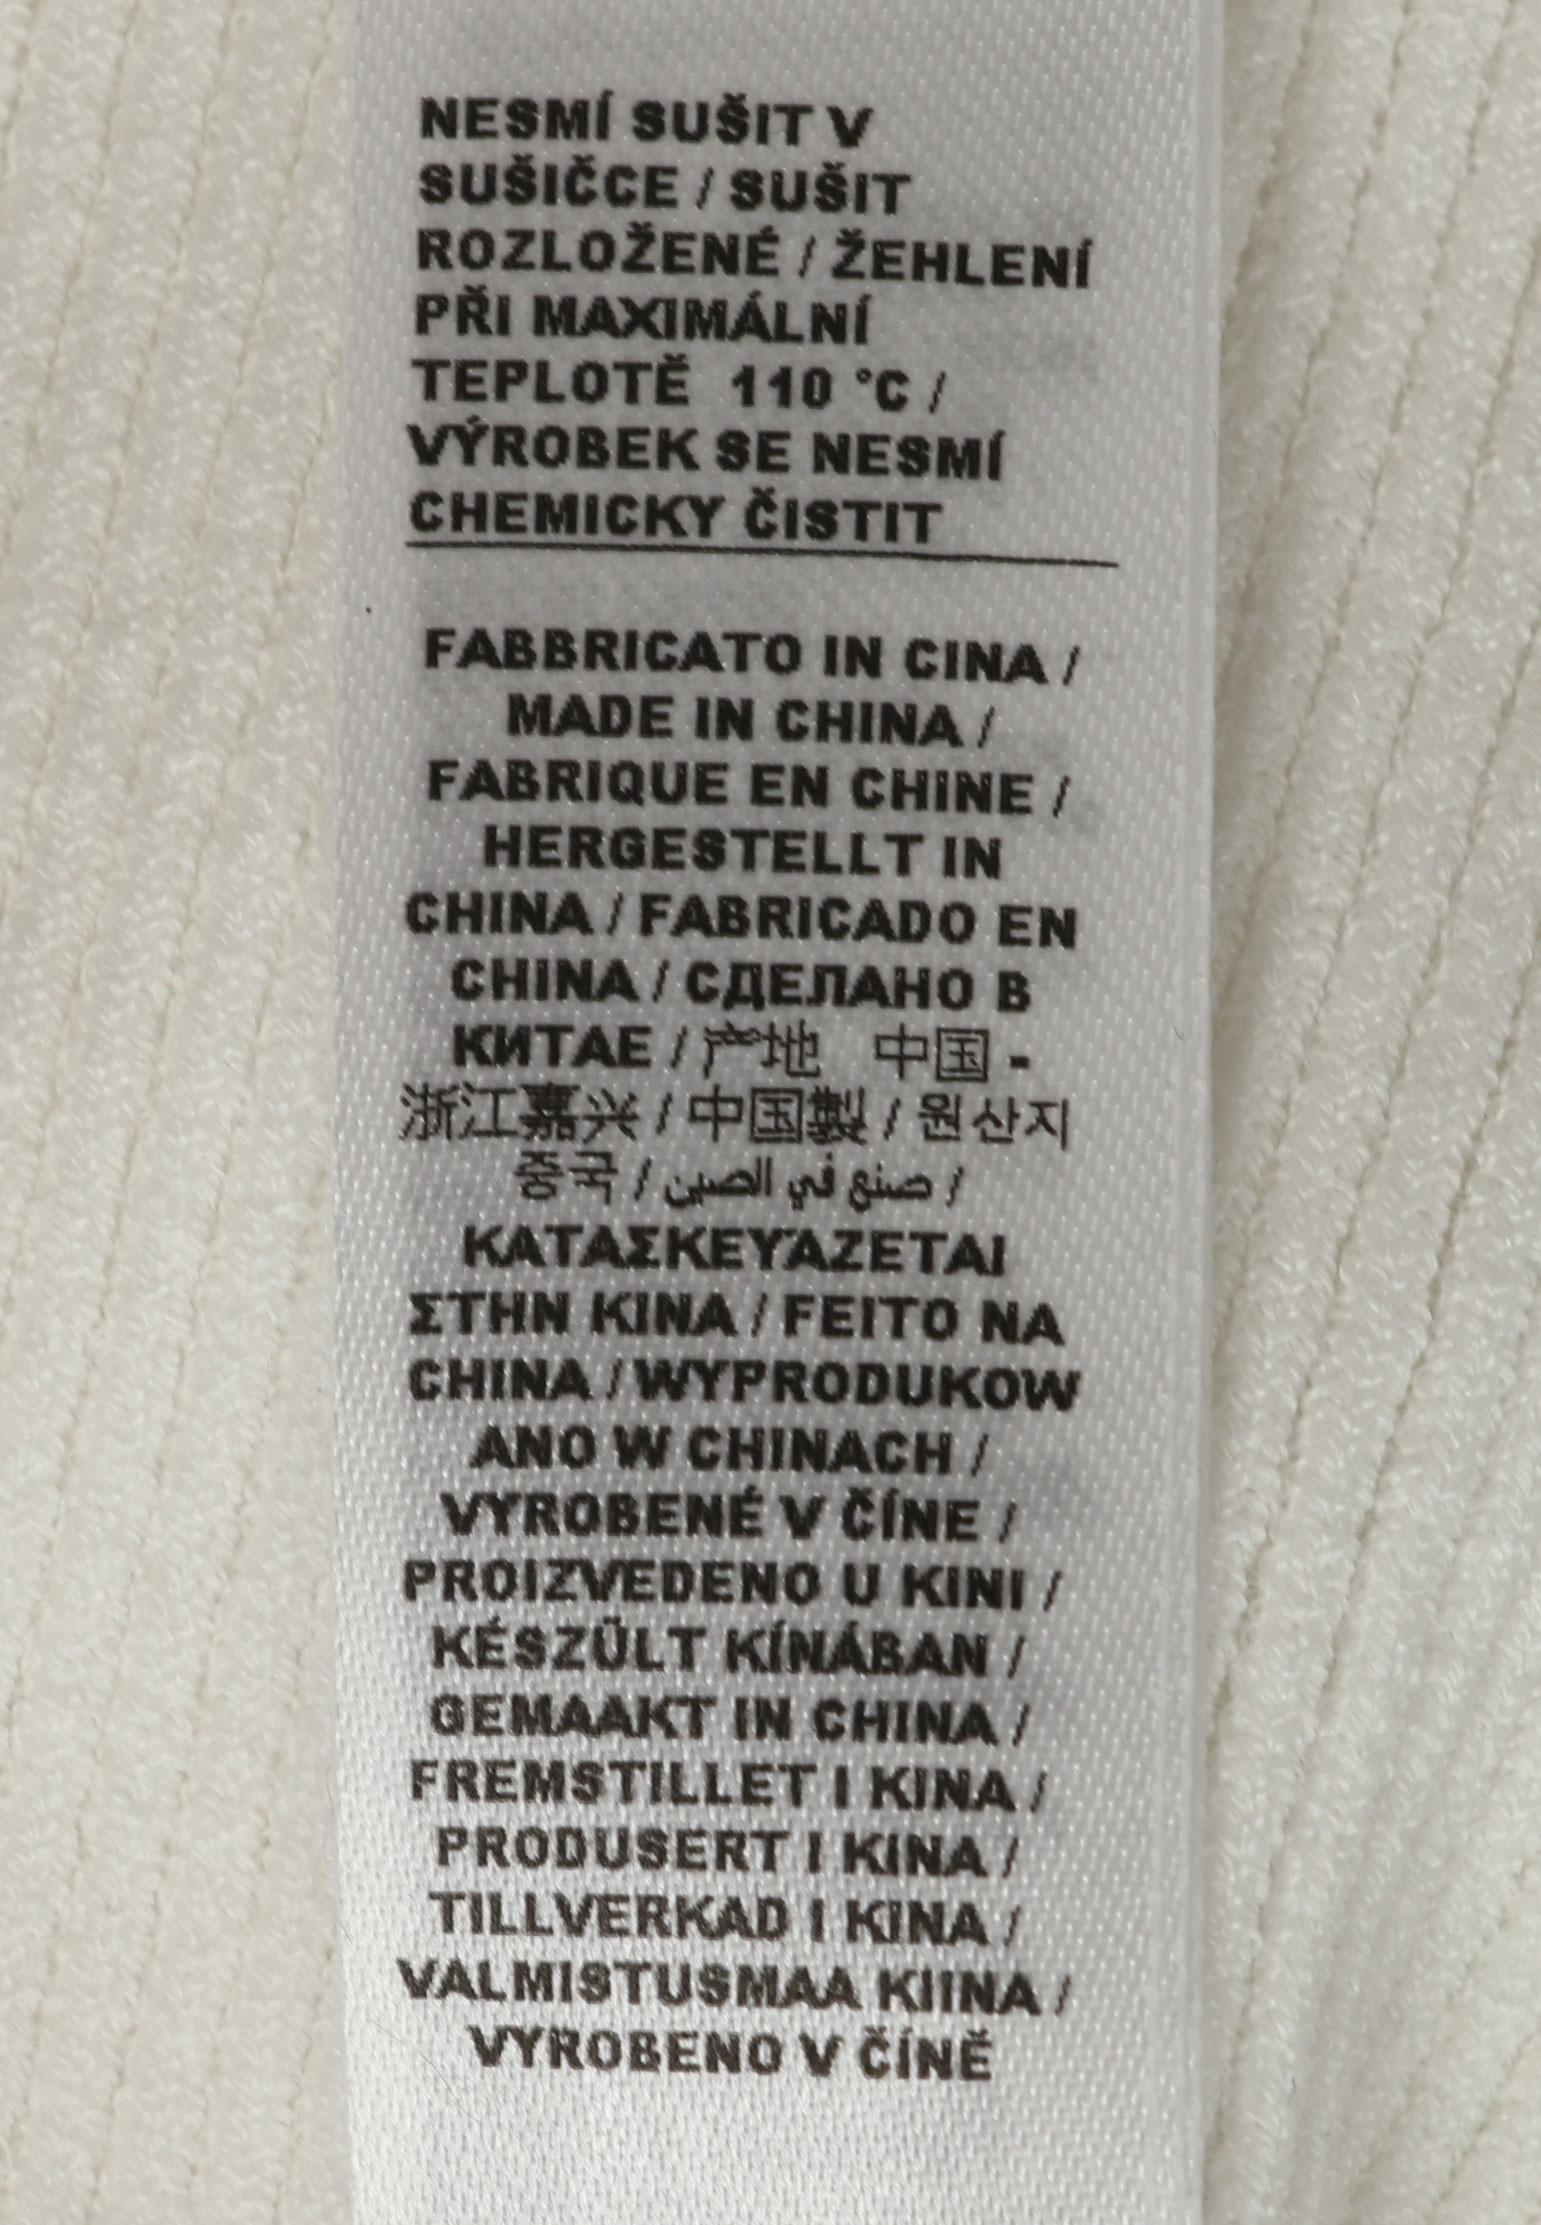 NESMÍ SUŠIT V
SUŠIČCE / SUŠIT
ROZLOŽENÉ / ŽEHLENÍ
PŘI MAXIMÁLNÍ
TEPLOTĚ 110 °C /
VÝROBEK SE NESMÍ
CHEMICKY ČISTIT
FABBRICATO IN CINA /
MADE IN CHINA /
FABRIQUE EN CHINE /
HERGESTELLT IN
CHINA / FABRICADO EN
CHINA / СДЕЛАНО В
КИТАЕ / 产地 中国 -
浙江嘉兴 / 中国製 / 원산지
중국 / صنع في الصين /
ΚΑΤΑΣΚΕΥΆΖΕΤΑΙ
ΣΤΗΝ ΚΙΝΑ / FEITO NA
CHINA / WYPRODUKOW
ANO W CHINACH /
VYROBENÉ V ČÍNE /
PROIZVEDENO U KINI /
KÉSZÜLT KÍNÁBAN /
GEMAAKT IN CHINA /
FREMSTILLET I KINA /
PRODUSERT I KINA /
TILLVERKAD I KINA /
VALMISTUSMAA KIINA /
VYROBENO V ČÍNĚ